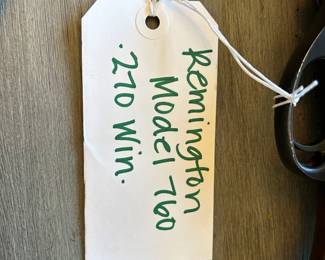 Remington
Model 760
.270 Win.